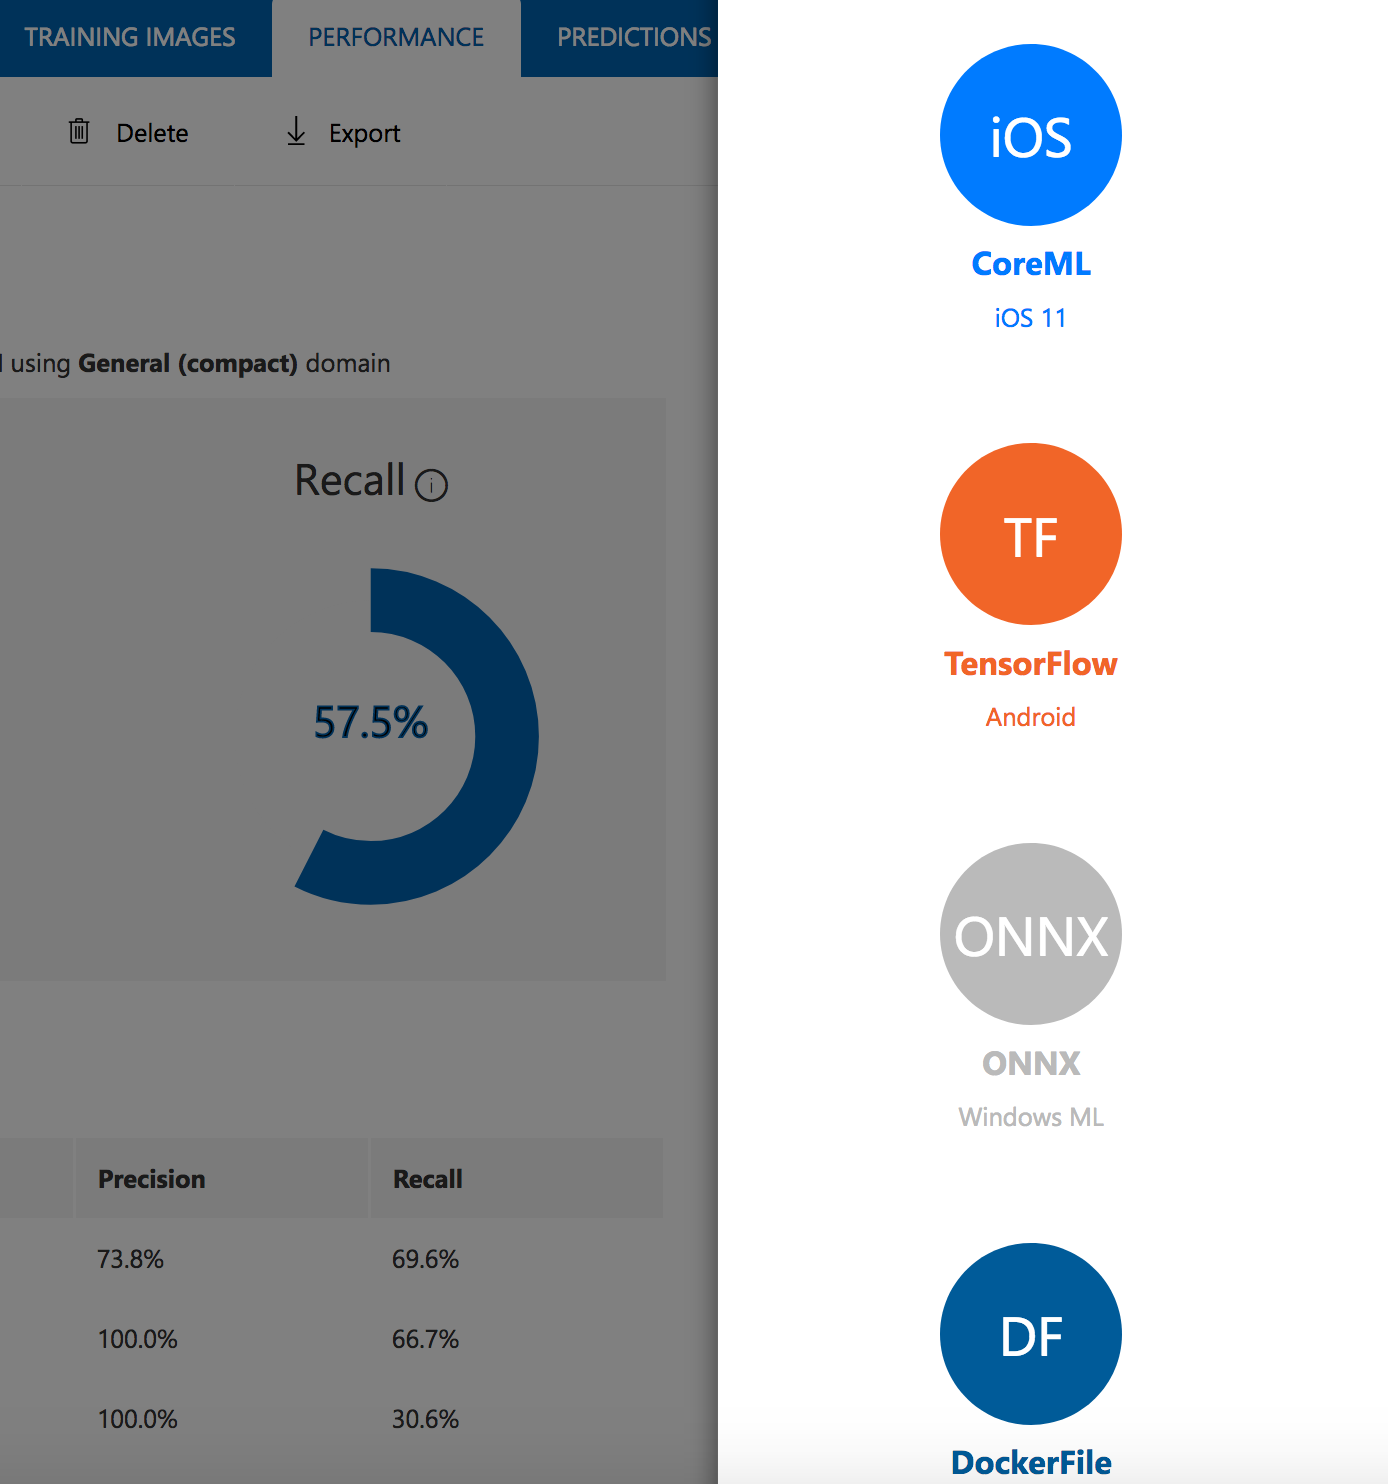 TRAINING IMAGES
PERFORMANCE
PREDICTIONS
Delete
Export
using General (compact) domain
Recall
57.5%
Precision
Recall
73.8%
69.6%
100.0%
66.7%
100.0%
30.6%
iOS
CoreML
iOS 11
TF
TensorFlow
Android
ONNX
ONNX
Windows ML
DF
DockerFile